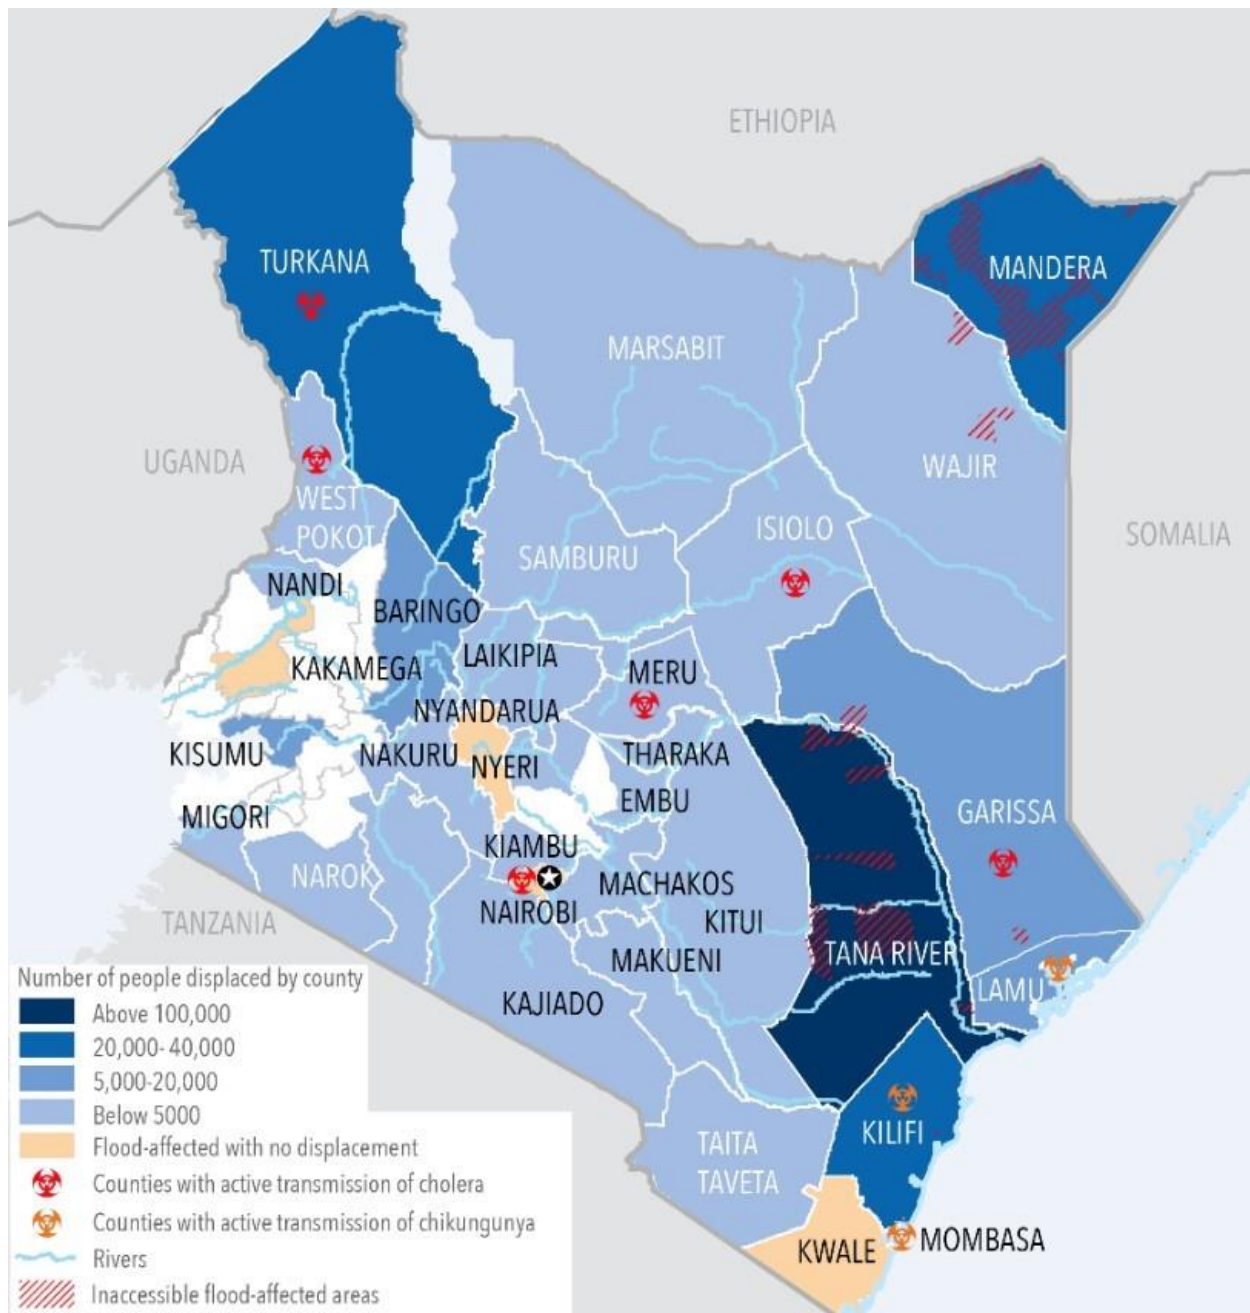 ETHIOPIA
TURKANA
MANDERA
MARSABIT
UGANDA
WAJIR
WEST
POKOT
ISIOLO
SOMALIA
SAMBURU
NANDI
BARINGO
LAIKIPIA
KAKAMEGA
MERU
NYANDARUA
KISUMU
NAKURU
NYERI
THARAKA
EMBU
MIGORI
GARISSA
KIAMBU
NAROK
MACHAKOS
NAIROBI
KITUI
TANZANIA
MAKUENI
TANA RIVER
LAMU
KAJIADO
Number of people displaced by county
Above 100,000
20,000- 40,000
5,000-20,000
Below 5000
Flood-affected with no displacement
Counties with active transmission of cholera
Counties with active transmission of chikungunya
Rivers
Inaccessible flood-affected areas
KILIFI
TAITA
TAVETA
KWALE
MOMBASA